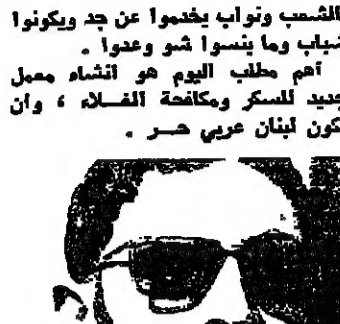 الشعب ونواب يخدموا عن جد ويكونوا
شباب وما ينسوا شو وعدوا .
أهم مطلب اليوم هو انشاء معمل
جديد للسكر ومكافحة الغلاء ، وان
يكون لبنان عربي حر .